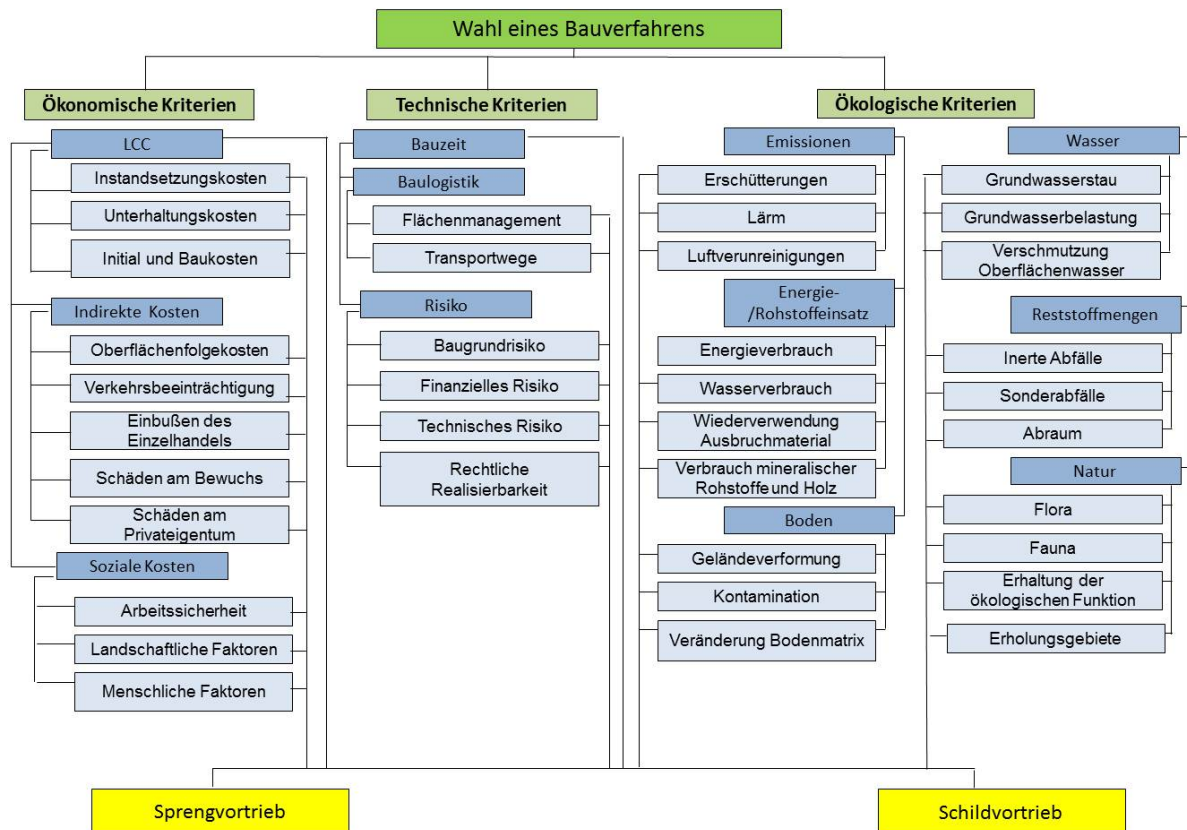 Wahl eines Bauverfahrens
Ökonomische Kriterien
LCC
Instandsetzungskosten
Unterhaltungskosten
Initial und Baukosten
Indirekte Kosten
Oberflächenfolgekosten
Verkehrsbeeinträchtigung
Einbußen des
Einzelhandels
Schäden am Bewuchs
Schäden am
Privateigentum
Soziale Kosten
Arbeitssicherheit
Landschaftliche Faktoren
Menschliche Faktoren
Technische Kriterien
Bauzeit
Baulogistik
Flächenmanagement
Transportwege
Risiko
Baugrundrisiko
Finanzielles Risiko
Technisches Risiko
Rechtliche
Realisierbarkeit
Ökologische Kriterien
Emissionen
Erschütterungen
Lärm
Luftverunreinigungen
Energie-
/Rohstoffeinsatz
Energieverbrauch
Wasserverbrauch
Wiederverwendung
Ausbruchmaterial
Verbrauch mineralischer
Rohstoffe und Holz
Boden
Geländeverformung
Kontamination
Veränderung Bodenmatrix
Wasser
Grundwasserstau
Grundwasserbelastung
Verschmutzung
Oberflächenwasser
Reststoffmengen
Inerte Abfälle
Sonderabfälle
Abraum
Natur
Flora
Fauna
Erhaltung der
ökologischen Funktion
Erholungsgebiete
Sprengvortrieb
Schildvortrieb